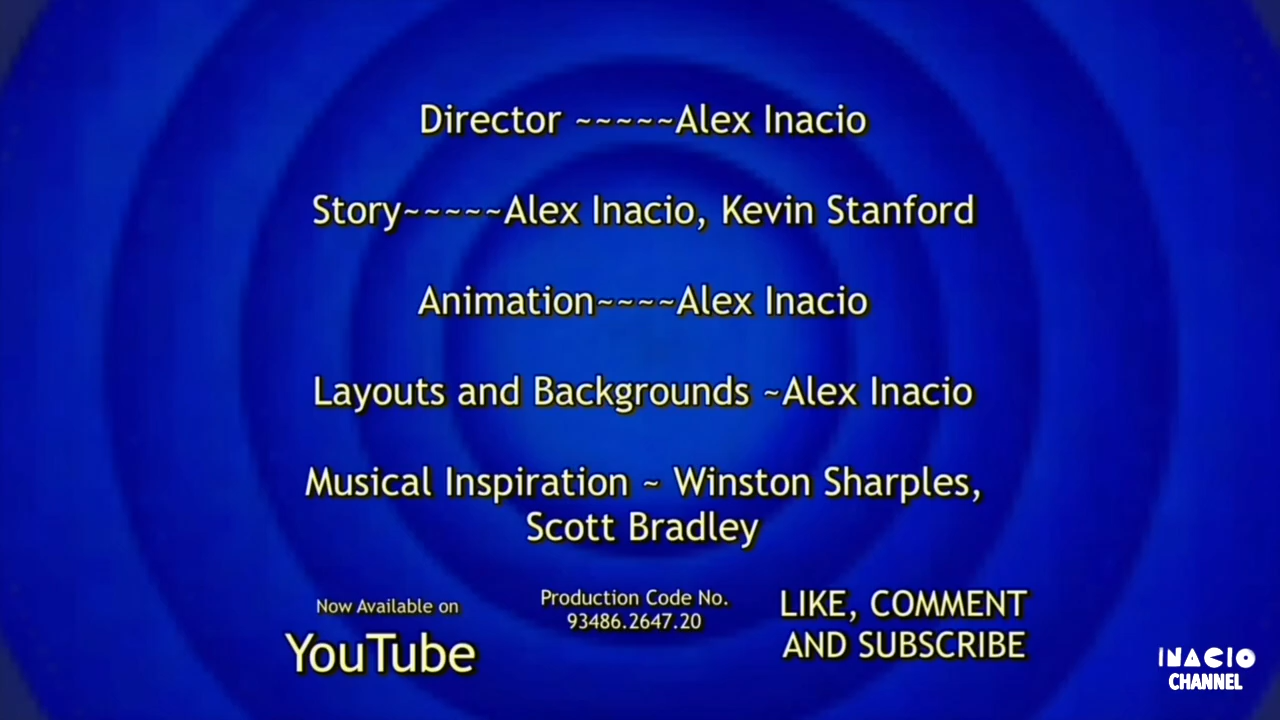 Director ~~~~~Alex Inacio
Story~~~~~Alex Inacio, Kevin Stanford
Animation~~~~Alex Inacio
Layouts and Backgrounds ~Alex Inacio
Musical Inspiration ~ Winston Sharples,
Scott Bradley
Now Available on
YouTube
Production Code No.
93486.2647.20
LIKE, COMMENT
AND SUBSCRIBE
INACIO
CHANNEL